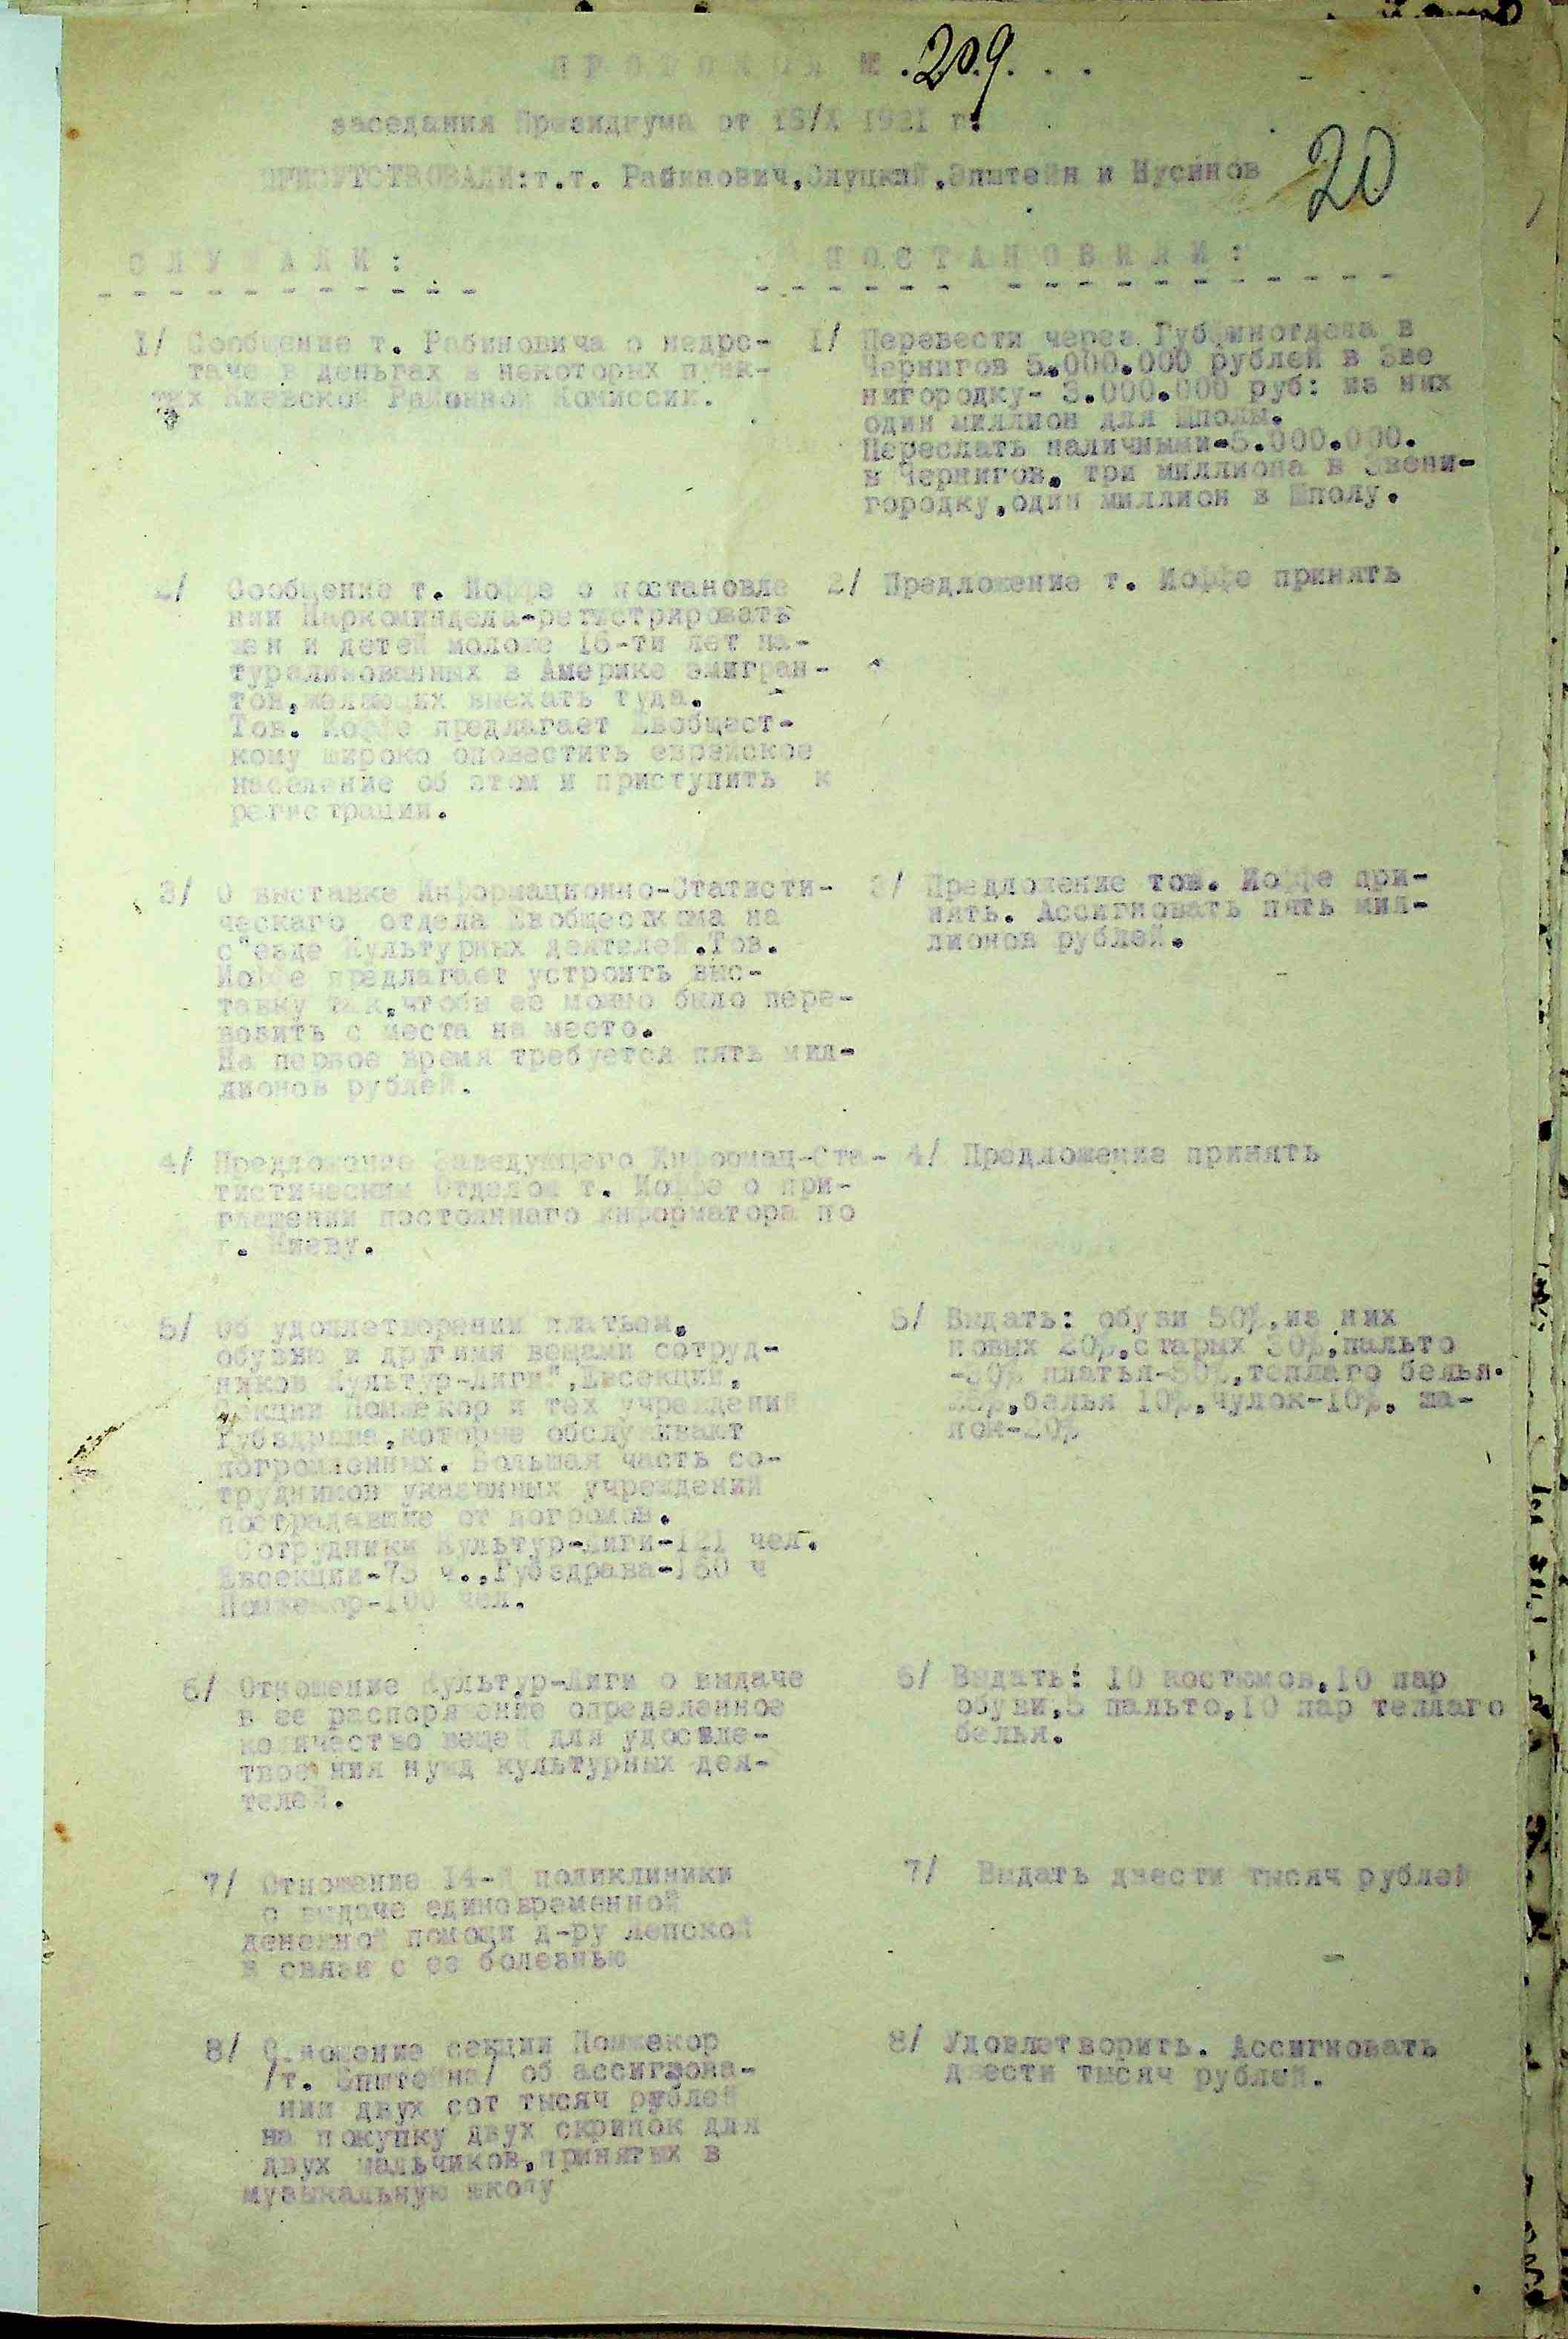 ПРОТОКОЛ № .209. . .
заседания Президиума от 18/X 1921 г.
20
ПРИСУТСТВОВАЛИ:т.т. Рабинович,Слуцкий,Эпштейн и Нусинов
СЛУШАЛИ:
1/ Сообщение т. Рабиновича о недос-
таче в деньгах в некоторых пунк-
тах Киевской Районной Комиссии.
2/ Сообщение т. Иоффе о постановле
нии Наркоминдела-регистрировать
жен и детей моложе 16-ти лет на-
турализованных в Америке эмигран-
тов,желающих выехать туда.
Тов. Иоффе предлагает Евобщест-
кому широко оповестить еврейское
население об этом и приступить к
регистрации.
3/ О выставке Информационно-Статисти-
ческаго отдела Евобщесткома на
с"езде Культурных деятелей.Тов.
Иоффе предлагает устроить выс-
тавку так,чтобы ее можно было пере-
возить с места на место.
На первое время требуется пять мил-
лионов рублей.
4/ Предложение Заведующего Информац-Ста-
тистическим Отделом т. Иоффе о при-
глашении постояннаго информатора по
г. Киеву.
5/ Об удовлетворении платьем,
обувью и другими вещами сотруд-
ников Культур-Лиги",Евсекции,
Секции Помжекор и тех учреждений
Губздрава,которые обслуживают
погромленных. Большая часть со-
трудников указанных учреждений
пострадавшие от погромов.
Сотрудники Культур-Лиги-121 чел.
Евсекции-75 ч.,Губздрава-150 ч
Помжекор-100 чел.
6/ Отношение Культур-Лиги о выдаче
в ее распоряжение определенное
количество вещей для удовле-
творения нужд культурных дея-
телей.
7/ Отношение 14-й поликлиники
о выдаче единовременной
денежной помощи д-ру Лепской
в связи с ее болезнью
8/ Отношение секции Помжекор
/т. Эпштейна/ об ассигнова-
нии двух сот тысяч рублей
на покупку двух скрипок для
двух мальчиков,принятых в
музыкальную школу
ПОСТАНОВИЛИ:
1/ Перевести через Губфинотдела в
Чернигов 5.000.000 рублей в Зве
нигородку- 3.000.000 руб: из них
один миллион для Шполы.
Переслать наличными-5.000.000.
в Чернигов, три миллиона в Звени-
городку,один миллион в Шполу.
2/ Предложение т. Иоффе принять
3/ Предложение тов. Иоффе при-
нять. Ассигновать пять мил-
лионов рублей.
4/ Предложение принять
5/ Выдать: обуви 50%,из них
новых 20%,старых 30%,пальто
платья теплаго белья-
белья 10%,чулок-10%, ша-
пок-20%
6/ Выдать: 10 костюмов,10 пар
обуви,5 пальто,10 пар теплаго
белья.
7/ Выдать двести тысяч рублей
8/ Удовлетворить. Ассигновать
двести тысяч рублей.